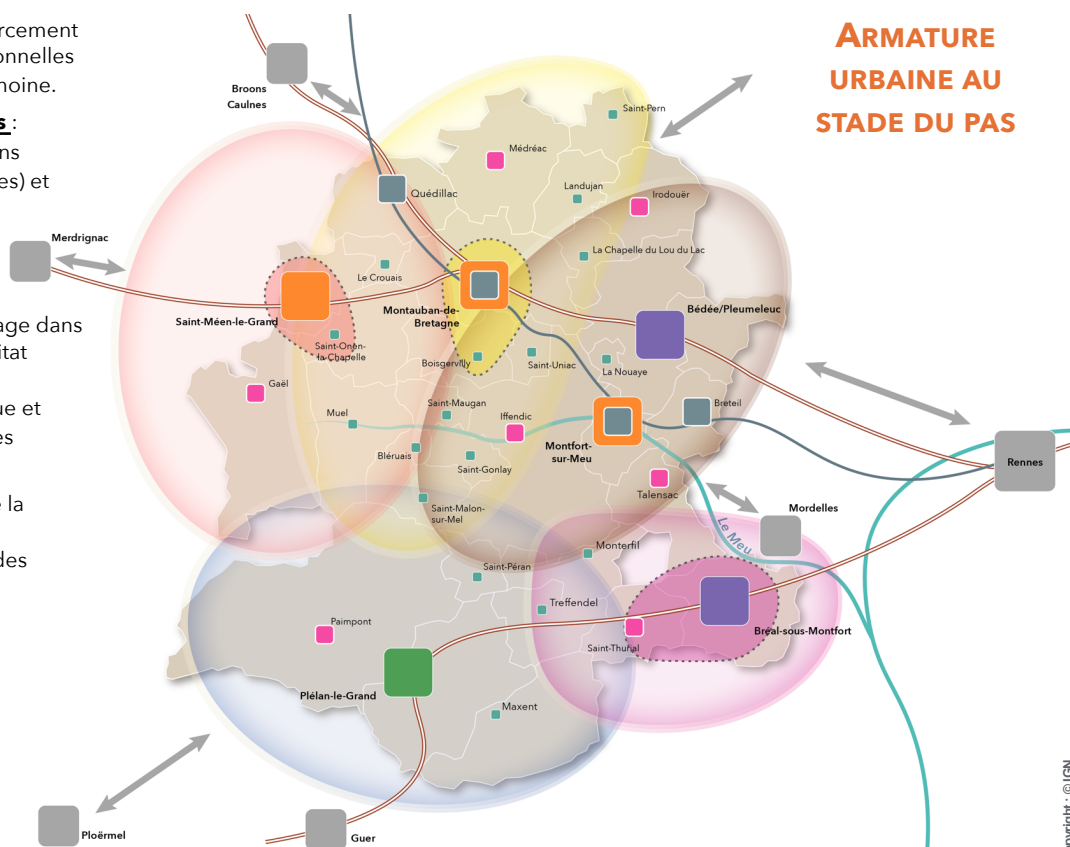 rcement
onnelles
noine.
s :
ns
es) et
age dans
itat
ue et
es
e la
des
ARMATURE
URBAINE AU
STADE DU PAS
Broons
Caulnes
Saint-Pern
Médréac
Quédillac
Landujan
Irodouër
Merdrignac
La Chapelle du Lou du Lac
Le Crouais
Montauban-de-
Bretagne
Bédée/Pleumeleuc
Saint-Méen-le-Grand
Saint-Onen-
la-Chapelle
Boisgervilly
Saint-Uniac
La Nouaye
Gaël
Muel
Saint-Maugan
Iffendic
Breteil
Bléruais
Saint-Gonlay
Montfort-
sur-Meu
Rennes
Talensac
Saint-Malon-
sur-Mel
Mordelles
Le Meu
Monterfil
Saint-Péran
Treffendel
Paimpont
Saint-Thurial
Bréal-sous-Montfort
Plélan-le-Grand
Maxent
Ploërmel
Guer
opyright : ©IGN